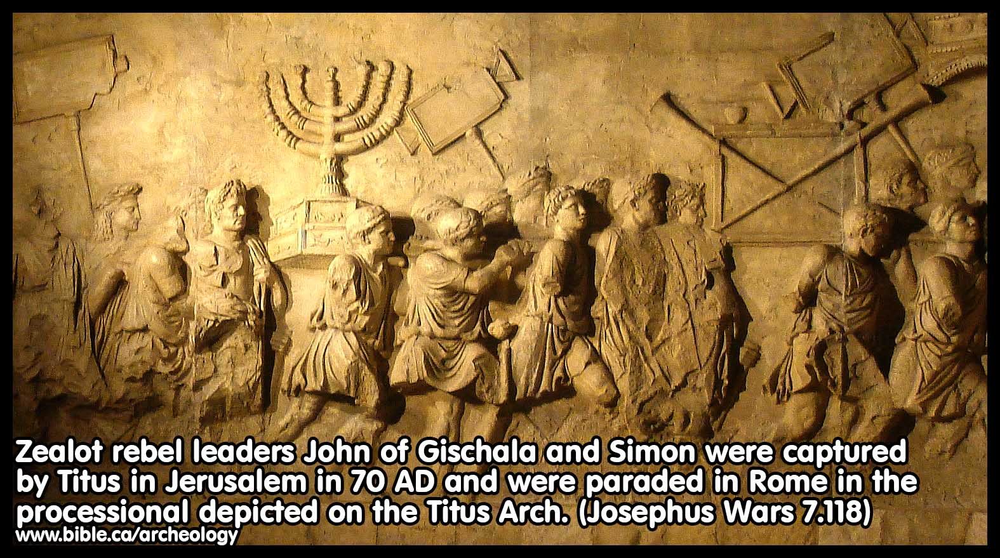 Zealot rebel leaders John of Gischala and Simon were captured
by Titus in Jerusalem in 70 AD and were paraded in Rome in the
processional depicted on the Titus Arch. (Josephus Wars 7.118)
www.bible.ca/archeology